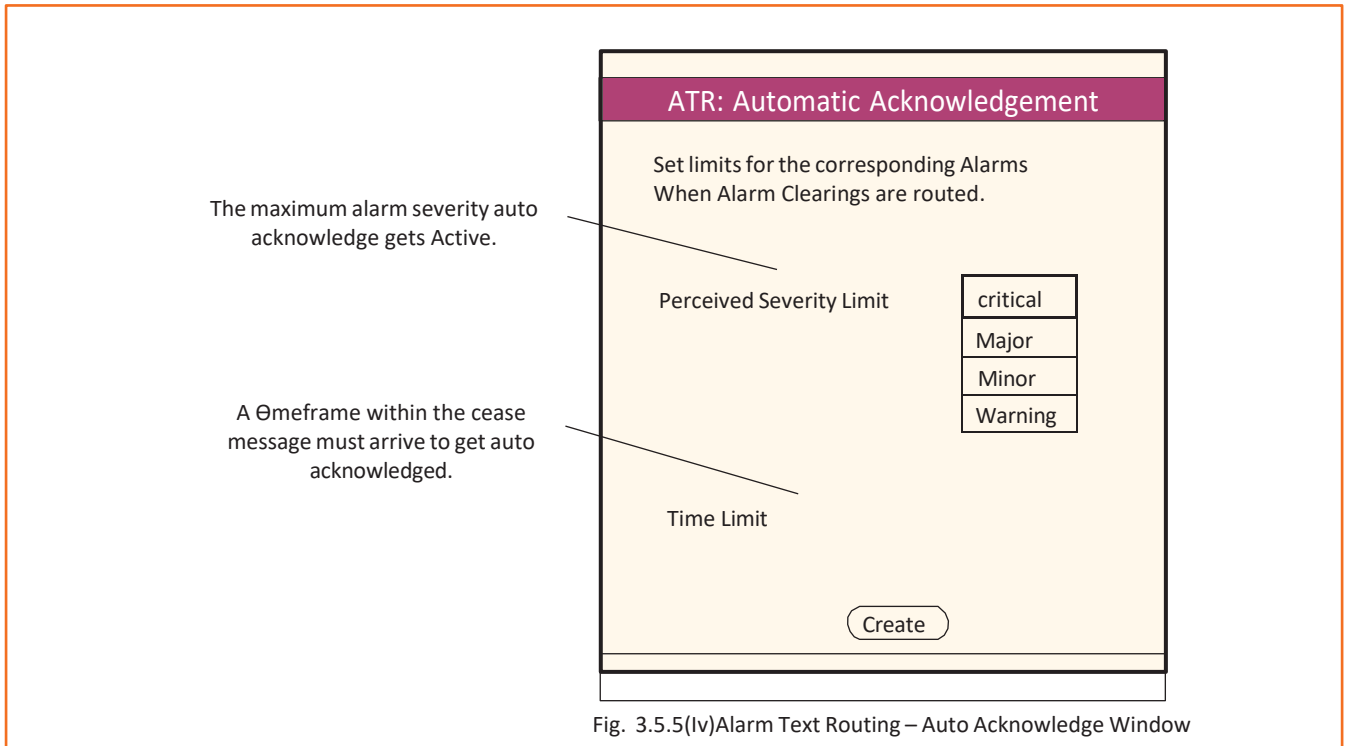 ATR: Automatic Acknowledgement
Set limits for the corresponding Alarms
When Alarm Clearings are routed.
The maximum alarm severity auto
acknowledge gets Active.
Perceived Severity Limit
critical
Major
Minor
Warning
A Ɵmeframe within the cease
message must arrive to get auto
acknowledged.
Time Limit
Create
Fig. 3.5.5(Iv)Alarm Text Routing – Auto Acknowledge Window